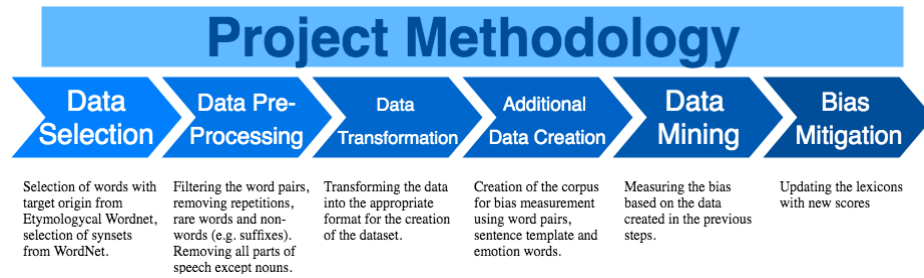 Project Methodology
Data
Selection
Data Pre-
Processing
Data
Transformation
Additional
Data Creation
Data
Mining
Bias
Mitigation
Selection of words with
target origin from
Etymologycal Wordnet,
selection of synsets
from WordNet.
Filtering the word pairs,
removing repetitions,
rare words and non-
words (e.g. suffixes).
Removing all parts of
speech except nouns.
Transforming the data
into the appropriate
format for the creation
of the dataset.
Creation of the corpus
for bias measurement
using word pairs,
sentence template and
emotion words.
Measuring the bias
based on the data
created in the previous
steps.
Updating the lexicons
with new scores